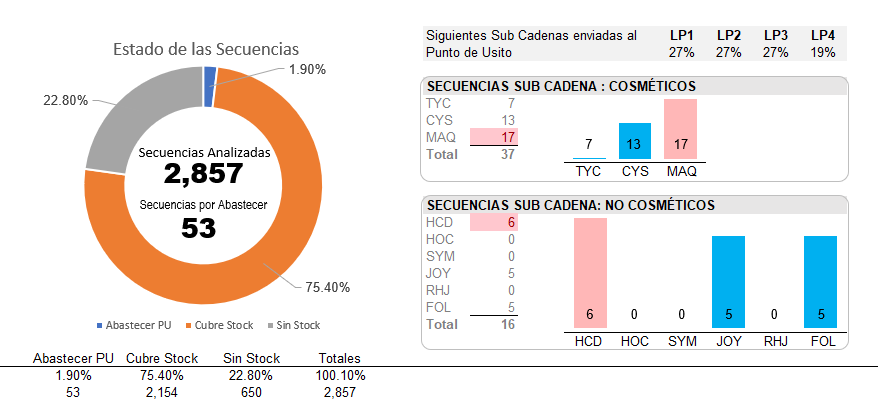 Estado de las Secuencias
1.90%
22.80%
Secuencias Analizadas
2,857
Secuencias por Abastecer
53
75.40%
Abastecer PU Cubre Stock Sin Stock
Abastecer PU Cubre Stock Sin Stock Totales
1.90% 75.40% 22.80% 100.10%
53 2,154 650 2,857
Siguientes Sub Cadenas enviadas al LP1 LP2 LP3 LP4
Punto de Usito 27% 27% 27% 19%
SECUENCIAS SUB CADENA : COSMÉTICOS
TYC 7
CYS 13
MAQ 17
Total 37
7 13 17
TYC CYS MAQ
SECUENCIAS SUB CADENA: NO COSMÉTICOS
HCD 6
HOC 0
SYM 0
JOY 5
RHJ 0
FOL 5
Total 16
6 0 0 5 0 5
HCD HOC SYM JOY RHJ FOL